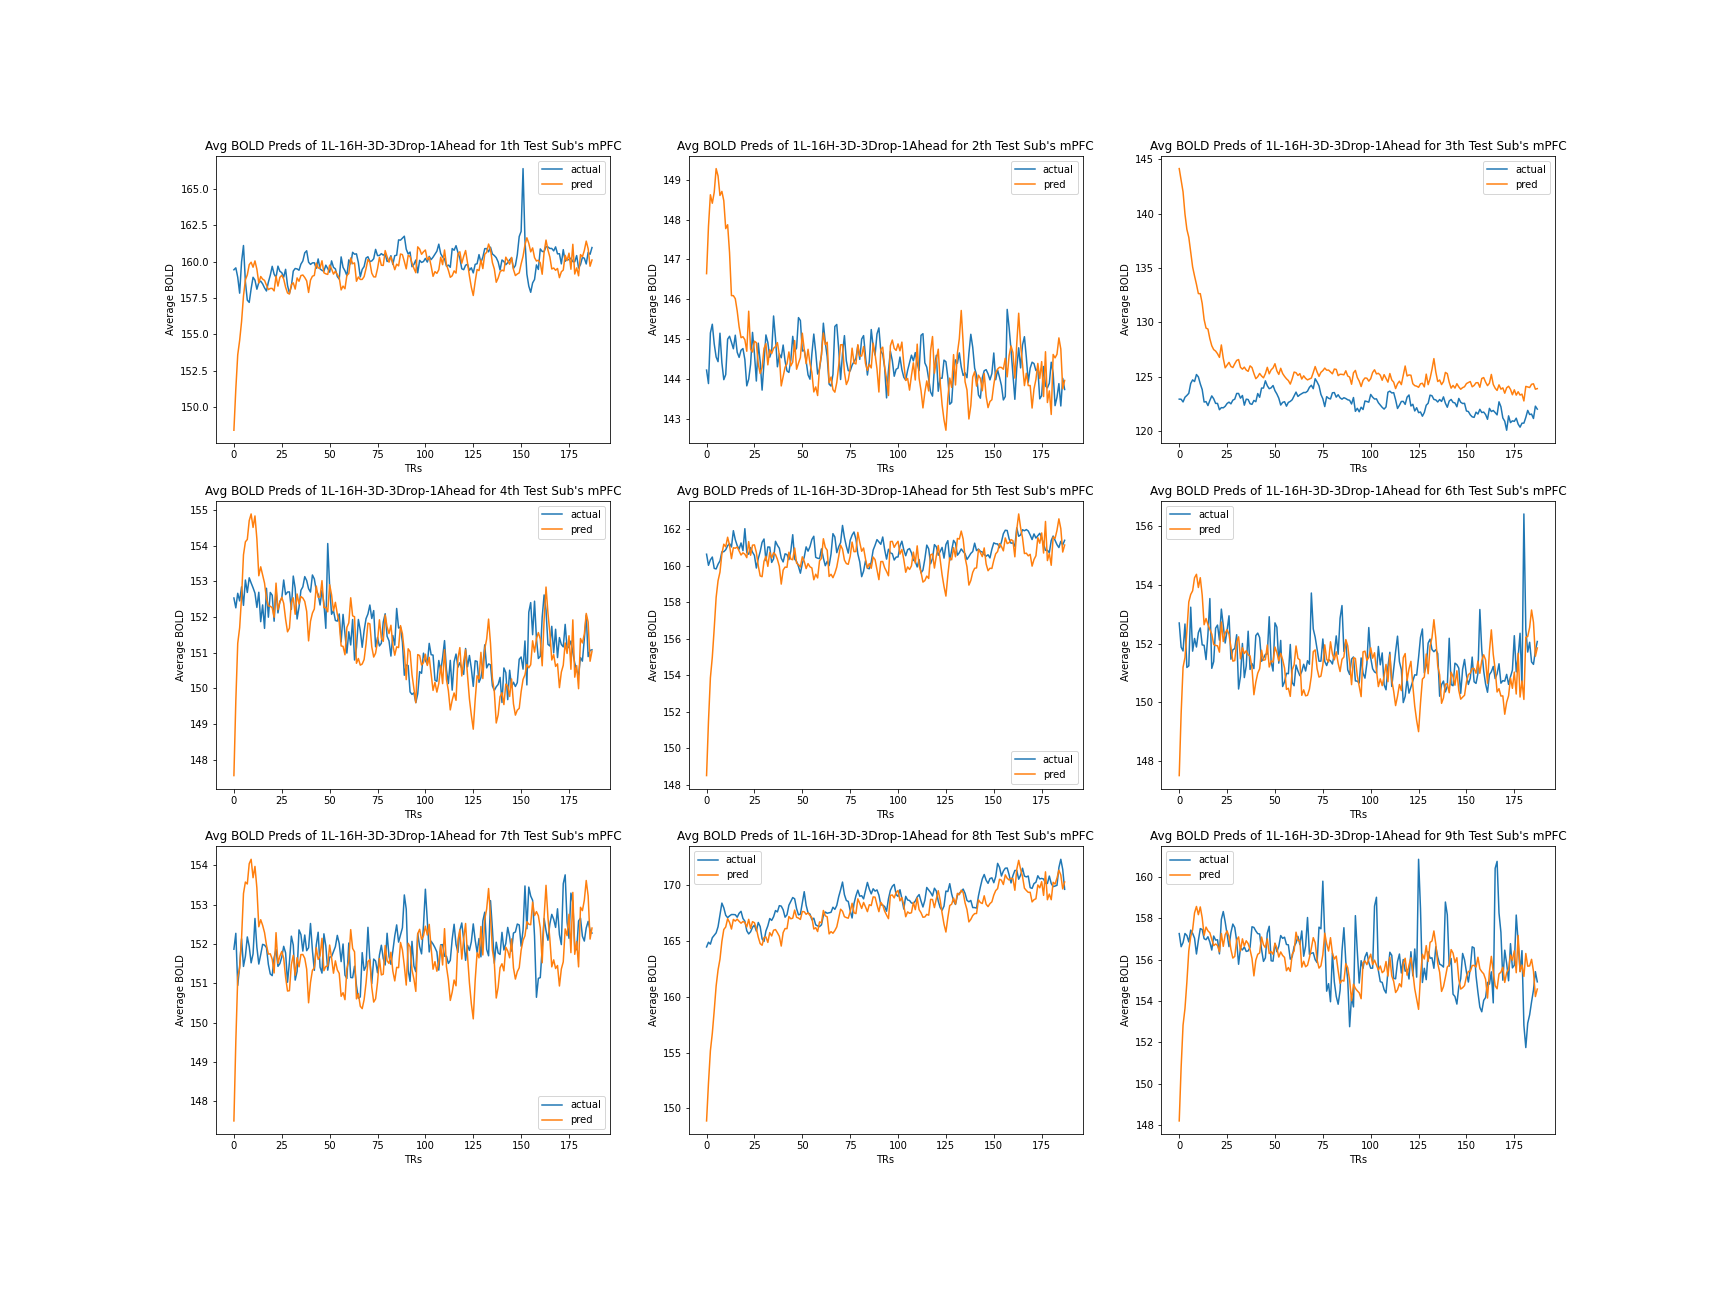 Avg BOLD Preds of 1L-16H-3D-3Drop-1Ahead for 1th Test Sub's mPFC
Average BOLD
165.0
162.5
160.0
157.5
155.0
152.5
150.0
actual
pred
0 25 50 75 100 125 150 175
TRs
Avg BOLD Preds of 1L-16H-3D-3Drop-1Ahead for 2th Test Sub's mPFC
Average BOLD
149
148
147
146
145
144
143
actual
pred
0 25 50 75 100 125 150 175
TRs
Avg BOLD Preds of 1L-16H-3D-3Drop-1Ahead for 3th Test Sub's mPFC
Average BOLD
145
140
135
130
125
120
actual
pred
0 25 50 75 100 125 150 175
TRs
Avg BOLD Preds of 1L-16H-3D-3Drop-1Ahead for 4th Test Sub's mPFC
Average BOLD
155
154
153
152
151
150
149
148
actual
pred
0 25 50 75 100 125 150 175
TRs
Avg BOLD Preds of 1L-16H-3D-3Drop-1Ahead for 5th Test Sub's mPFC
Average BOLD
162
160
158
156
154
152
150
148
actual
pred
0 25 50 75 100 125 150 175
TRs
Avg BOLD Preds of 1L-16H-3D-3Drop-1Ahead for 6th Test Sub's mPFC
Average BOLD
156
154
152
150
148
actual
pred
0 25 50 75 100 125 150 175
TRs
Avg BOLD Preds of 1L-16H-3D-3Drop-1Ahead for 7th Test Sub's mPFC
Average BOLD
154
153
152
151
150
149
148
actual
pred
0 25 50 75 100 125 150 175
TRs
Avg BOLD Preds of 1L-16H-3D-3Drop-1Ahead for 8th Test Sub's mPFC
Average BOLD
170
165
160
155
150
actual
pred
0 25 50 75 100 125 150 175
TRs
Avg BOLD Preds of 1L-16H-3D-3Drop-1Ahead for 9th Test Sub's mPFC
Average BOLD
160
158
156
154
152
150
148
actual
pred
0 25 50 75 100 125 150 175
TRs